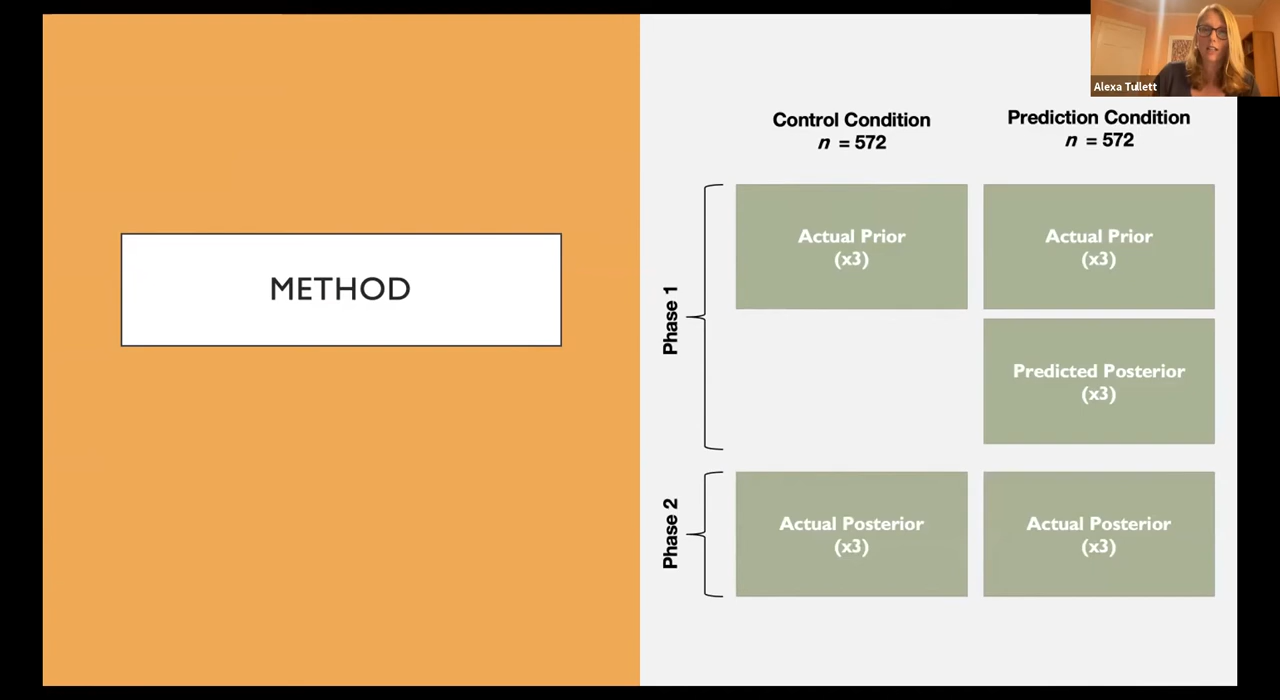 Alexa Tullett
METHOD
Control Condition
n = 572
Prediction Condition
n = 572
Phase 1
Actual Prior
(x3)
Actual Prior
(x3)
Predicted Posterior
(x3)
Phase 2
Actual Posterior
(x3)
Actual Posterior
(x3)